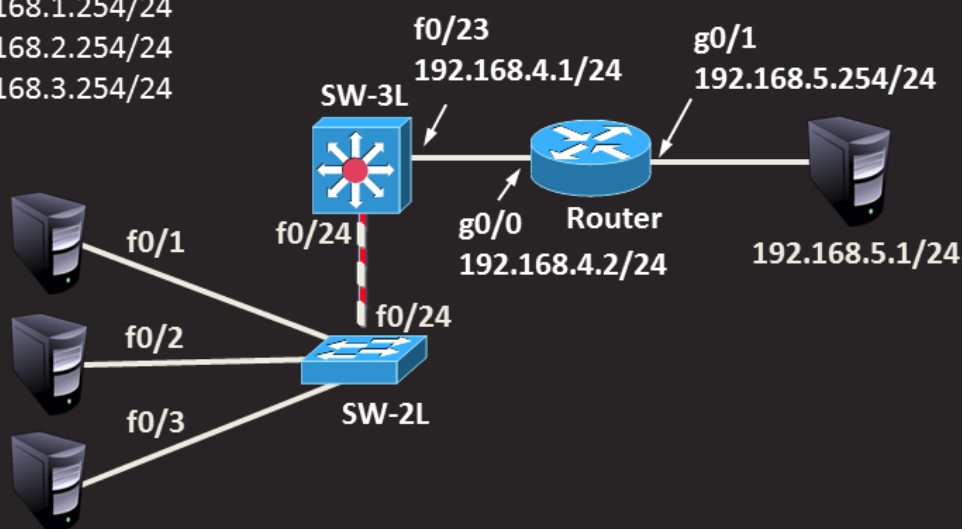 168.1.254/24
168.2.254/24
168.3.254/24
f0/23
192.168.4.1/24
g0/1
192.168.5.254/24
SW-3L
f0/24
g0/0
192.168.4.2/24
Router
192.168.5.1/24
f0/1
f0/2
f0/3
f0/24
SW-2L